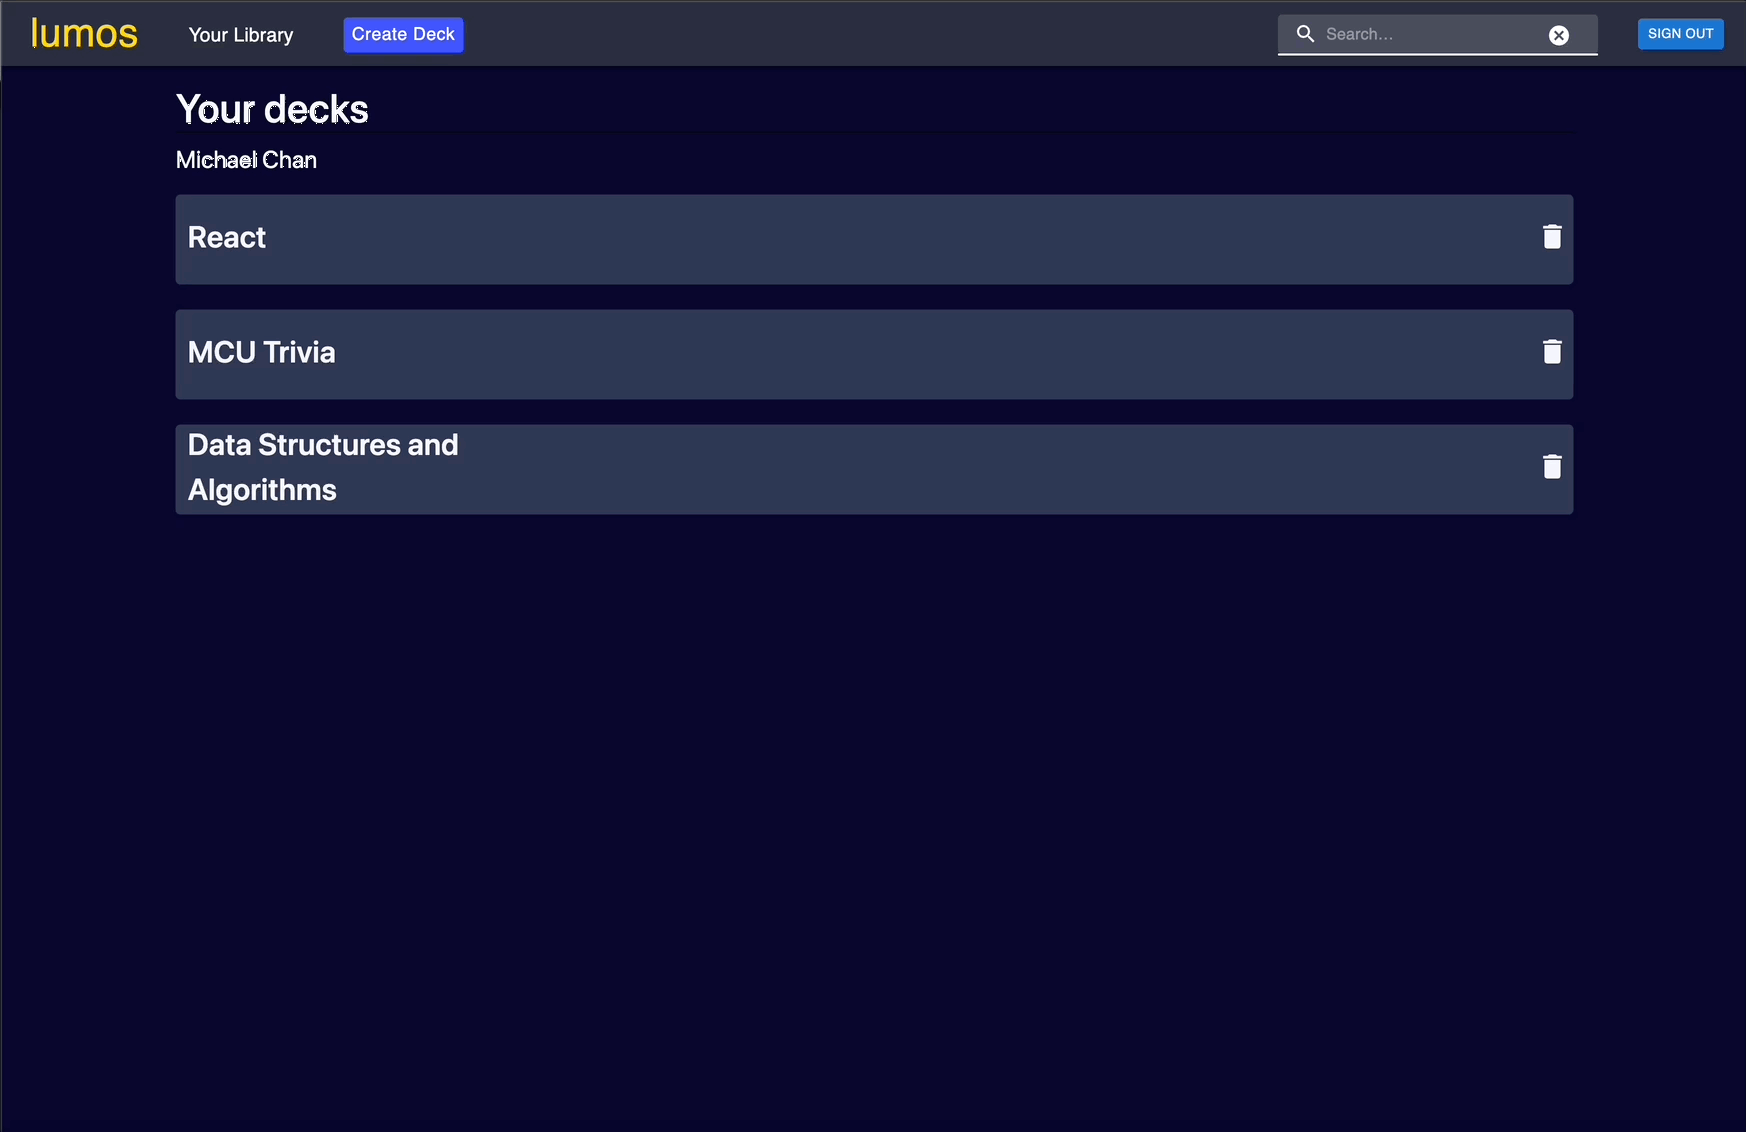 lumos
Your Library
Create Deck
Search...
SIGN OUT
Your decks
Michael Chan
React
MCU Trivia
Data Structures and
Algorithms